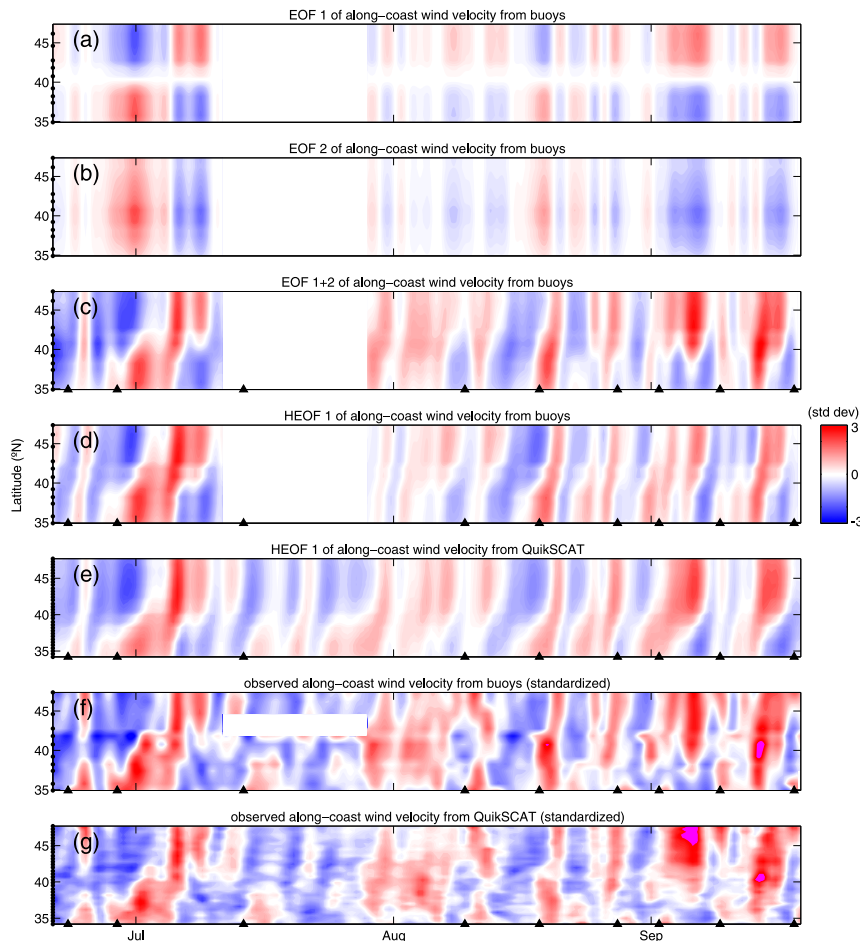 EOF 1 of along−coast wind velocity from buoys
(a)
45
40
35
EOF 2 of along−coast wind velocity from buoys
(b)
45
40
35
EOF 1+2 of along−coast wind velocity from buoys
(c)
45
40
35
HEOF 1 of along−coast wind velocity from buoys
(d)
45
40
35
Latitude (ºN)
(std dev)
3
0
-3
HEOF 1 of along−coast wind velocity from QuikSCAT
(e)
45
40
35
observed along−coast wind velocity from buoys (standardized)
(f)
45
40
35
observed along−coast wind velocity from QuikSCAT (standardized)
(g)
45
40
35
Jul Aug Sep